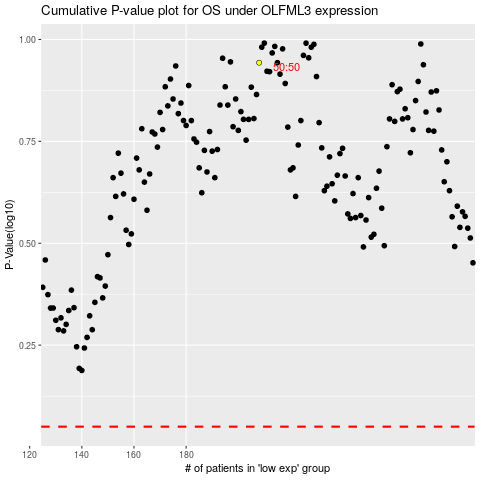 Cumulative P-value plot for OS under OLFML3 expression
P-Value(log10)
1.00
0.75
0.50
0.25
50:50
120 140 160 180
# of patients in 'low exp' group